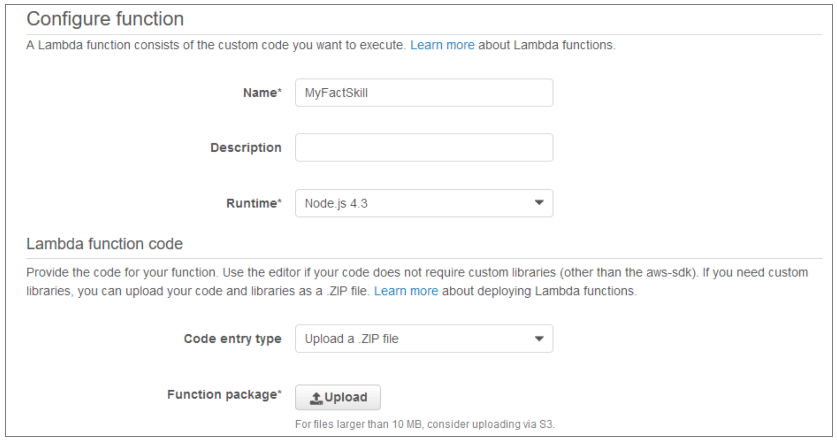 Configure function
A Lambda function consists of the custom code you want to execute. Learn more about Lambda functions.
Name* MyFactSkill
Description
Runtime* Node.js 4.3
Lambda function code
Provide the code for your function. Use the editor if your code does not require custom libraries (other than the aws-sdk). If you need custom
libraries, you can upload your code and libraries as a .ZIP file. Learn more about deploying Lambda functions.
Code entry type Upload a .ZIP file
Function package* Upload
For files larger than 10 MB, consider uploading via S3.